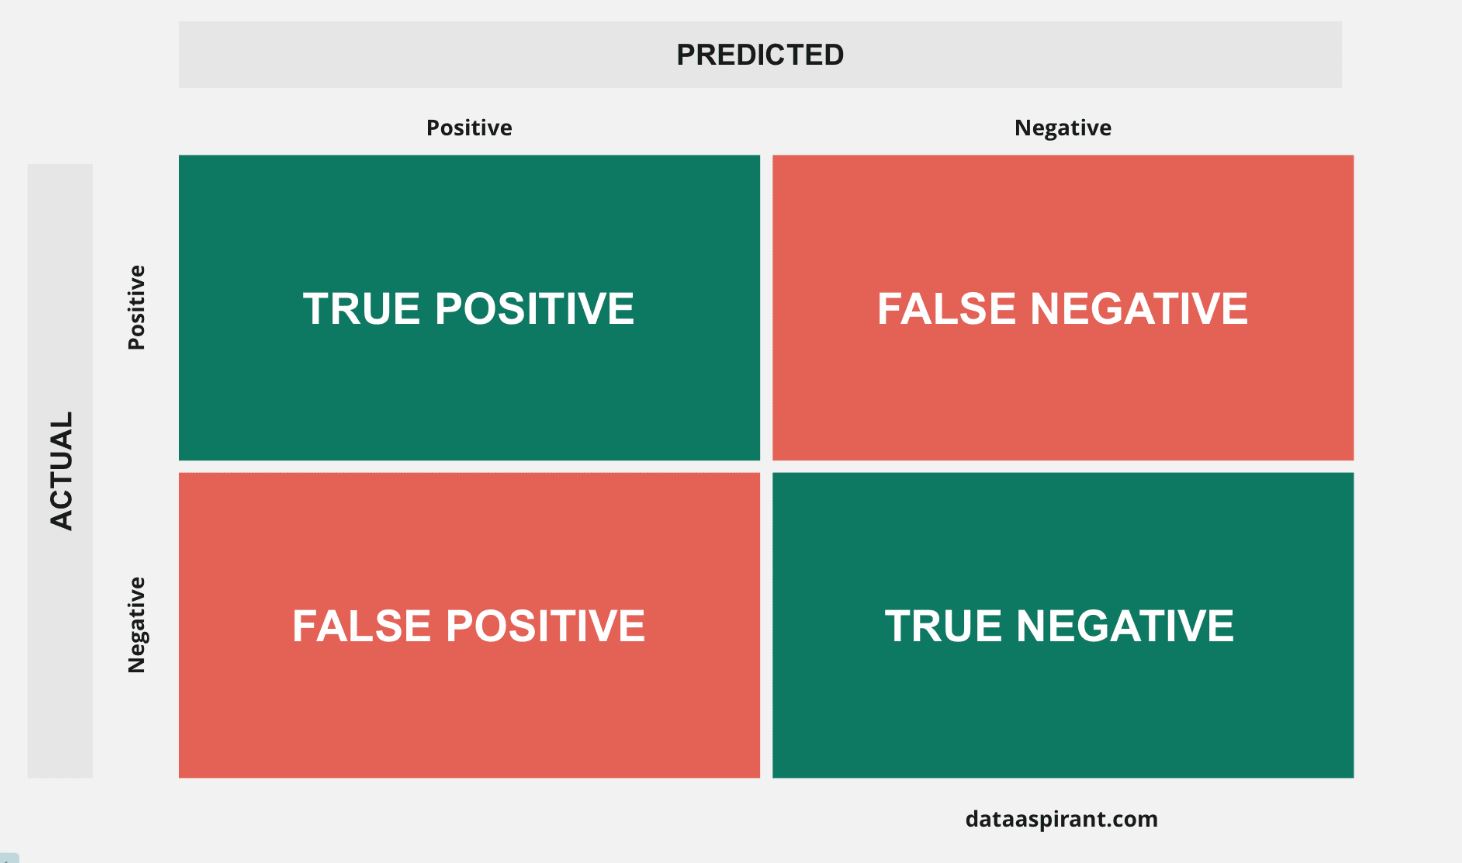 PREDICTED
Positive
Negative
ACTUAL
Positive
TRUE POSITIVE
FALSE NEGATIVE
Negative
FALSE POSITIVE
TRUE NEGATIVE
dataaspirant.com